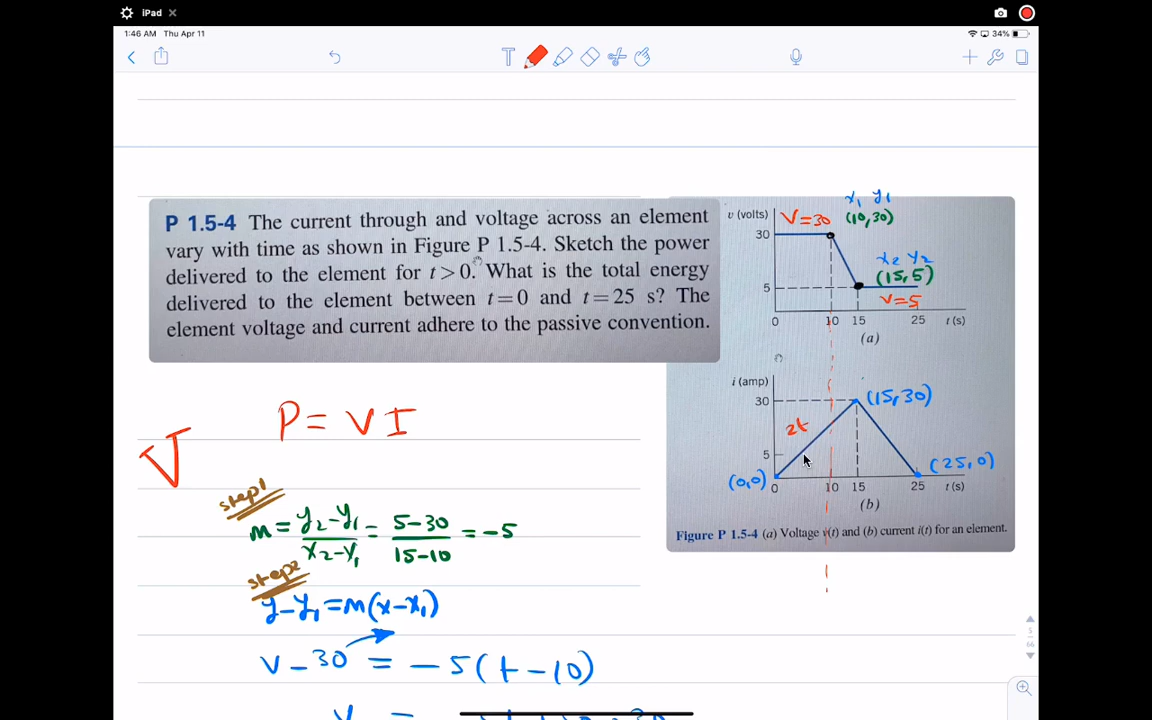 iPad
1:46 AM Thu Apr 11
34%
T
P 1.5-4 The current through and voltage across an element
vary with time as shown in Figure P 1.5-4. Sketch the power
delivered to the element for t > 0. What is the total energy
delivered to the element between t = 0 and t = 25 s? The
element voltage and current adhere to the passive convention.
x₁ y₁
v (volts) V=30 (10,30)
30
x₂ y₂
(15,5)
5
V=5
0 10 15 25 t (s)
(a)
i (amp)
30 (15,30)
2t
5
(0,0) (25,0)
0 10 15 25 t (s)
(b)
Figure P 1.5-4 (a) Voltage v(t) and (b) current i(t) for an element.
P = V I
V
step1
m = y₂-y₁/x₂-y₁ = 5-30/15-10 = -5
step2
y-y₁ = m(x-x₁)
v - 30 = -5(t-10)
5
66